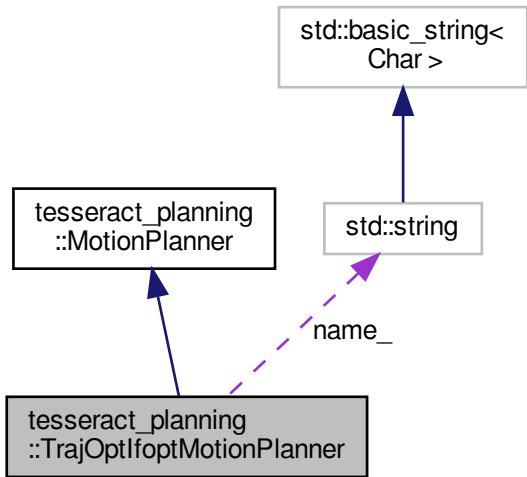 std::basic_string<
Char >
tesseract_planning
::MotionPlanner
std::string
name_
tesseract_planning
::TrajOptIfoptMotionPlanner